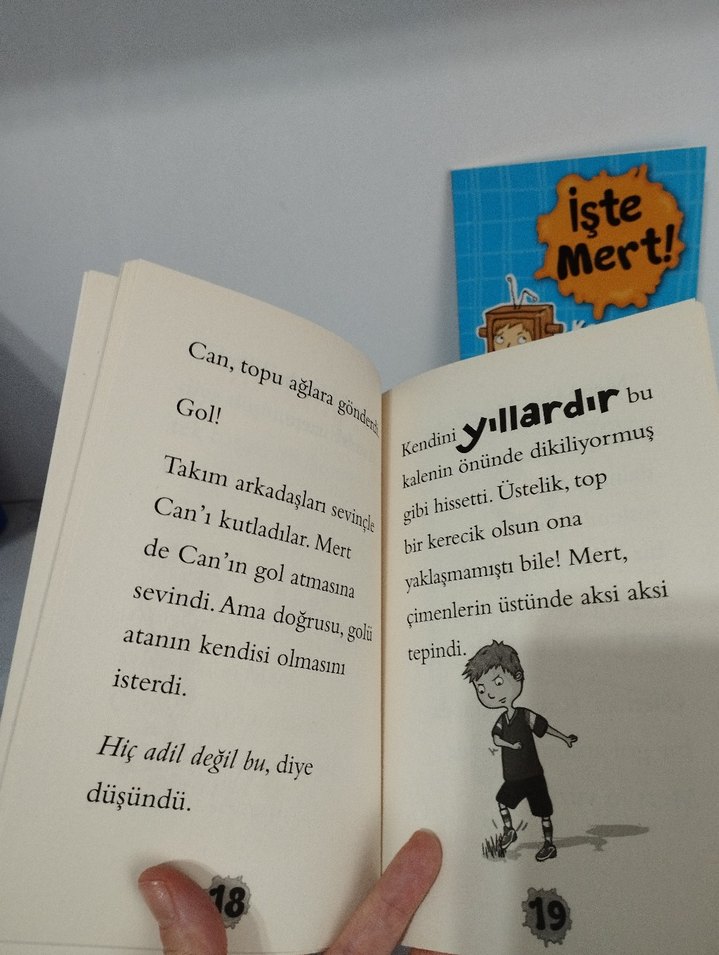 İşte
Mert!
Can, topu ağlara gönderdi.
Gol!
Takım arkadaşları sevinçle
Can'ı kutladılar. Mert
de Can'ın gol atmasına
sevindi. Ama doğrusu, golü
atanın kendisi olmasını
isterdi.
Hiç adil değil bu, diye
düşündü.
18
Kendini yıllardır bu
kalenin önünde dikiliyormuş
gibi hissetti. Üstelik, top
bir kerecik olsun ona
yaklaşmamıştı bile! Mert,
çimenlerin üstünde aksi aksi
tepindi.
19